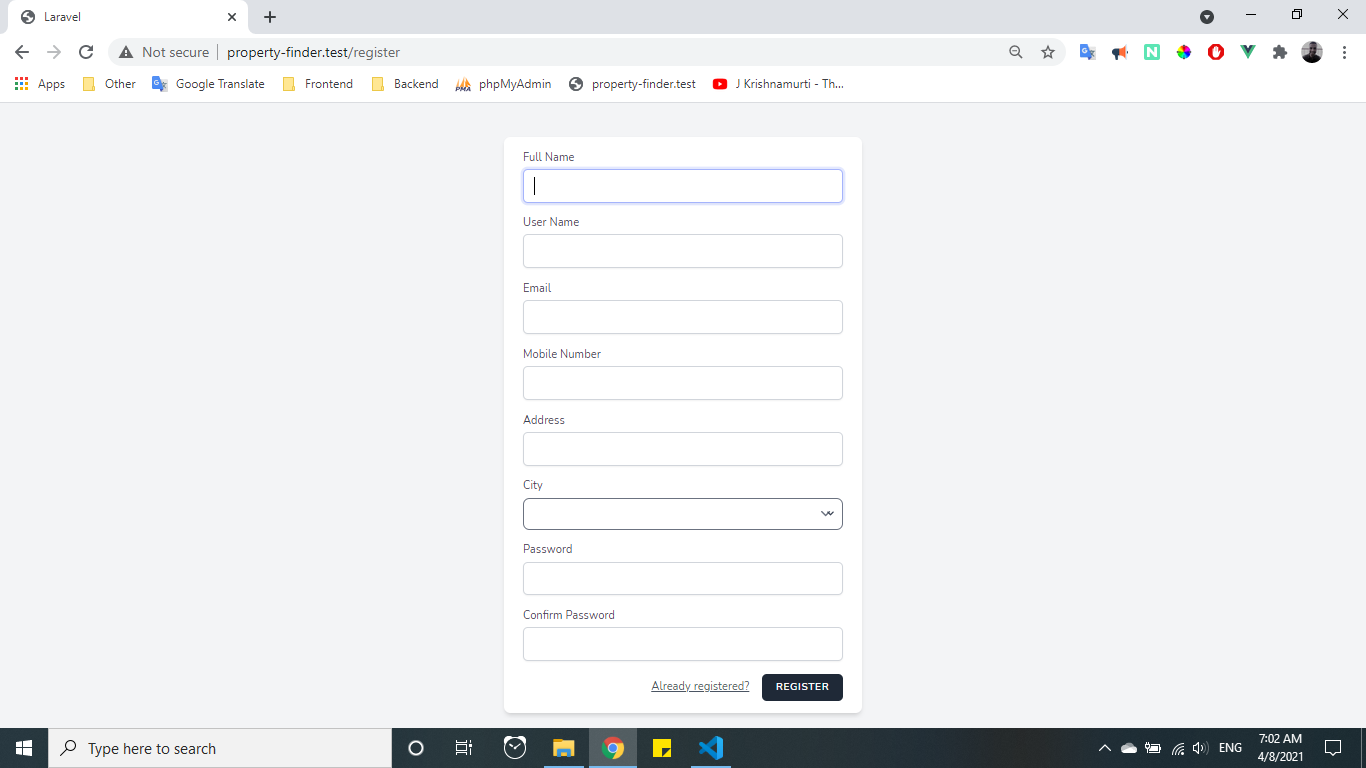 Laravel
Not secure
property-finder.test/register
Apps
Other
Google Translate
Frontend
Backend
phpMyAdmin
property-finder.test
J Krishnamurti - Th...
Full Name
User Name
Email
Mobile Number
Address
City
Password
Confirm Password
Already registered?
REGISTER
Type here to search
ENG
7:02 AM
4/8/2021